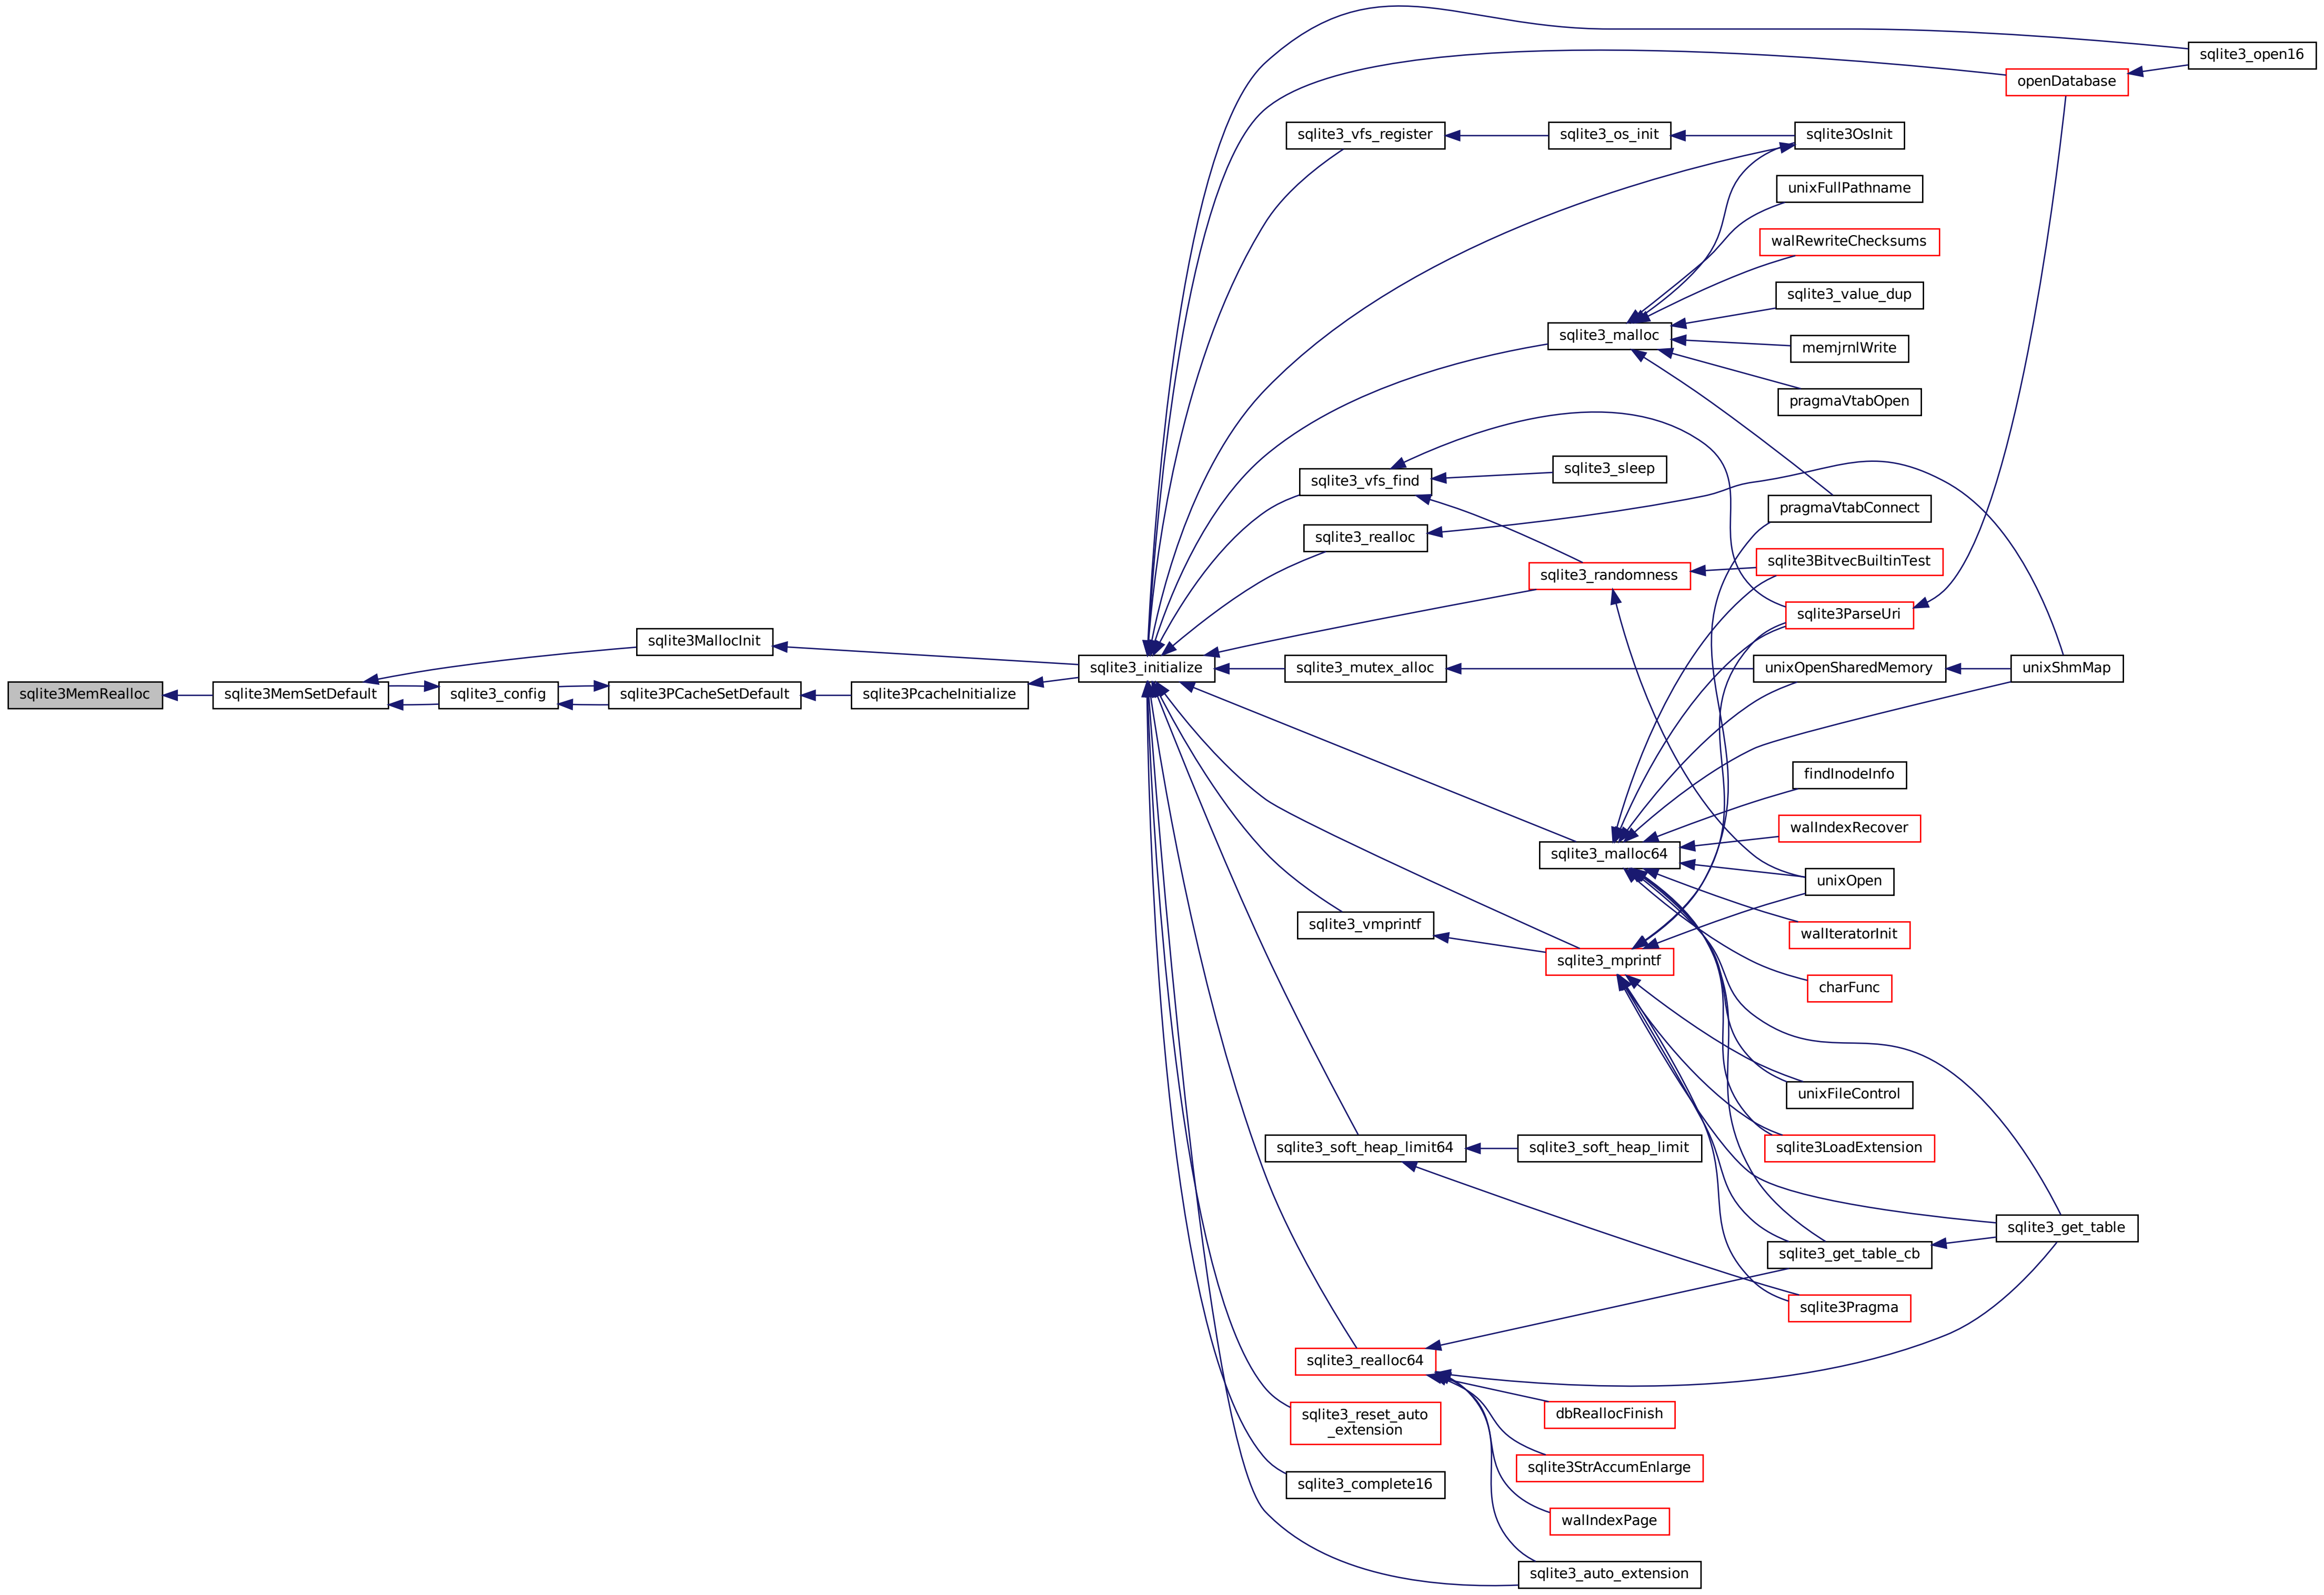 sqlite3_open16
openDatabase
sqlite3_vfs_register
sqlite3_os_init
sqlite3OsInit
unixFullPathname
walRewriteChecksums
sqlite3_value_dup
sqlite3_malloc
memjrnlWrite
pragmaVtabOpen
sqlite3_sleep
sqlite3_vfs_find
pragmaVtabConnect
sqlite3_realloc
sqlite3BitvecBuiltinTest
sqlite3_randomness
sqlite3ParseUri
sqlite3MallocInit
sqlite3_initialize
sqlite3_mutex_alloc
unixOpenSharedMemory
unixShmMap
sqlite3MemRealloc
sqlite3MemSetDefault
sqlite3_config
sqlite3PCacheSetDefault
sqlite3PcacheInitialize
findInodeInfo
walIndexRecover
sqlite3_malloc64
unixOpen
sqlite3_vmprintf
walIteratorInit
sqlite3_mprintf
charFunc
unixFileControl
sqlite3_soft_heap_limit64
sqlite3_soft_heap_limit
sqlite3LoadExtension
sqlite3_get_table
sqlite3_get_table_cb
sqlite3Pragma
sqlite3_realloc64
dbReallocFinish
sqlite3_reset_auto
_extension
sqlite3StrAccumEnlarge
sqlite3_complete16
walIndexPage
sqlite3_auto_extension